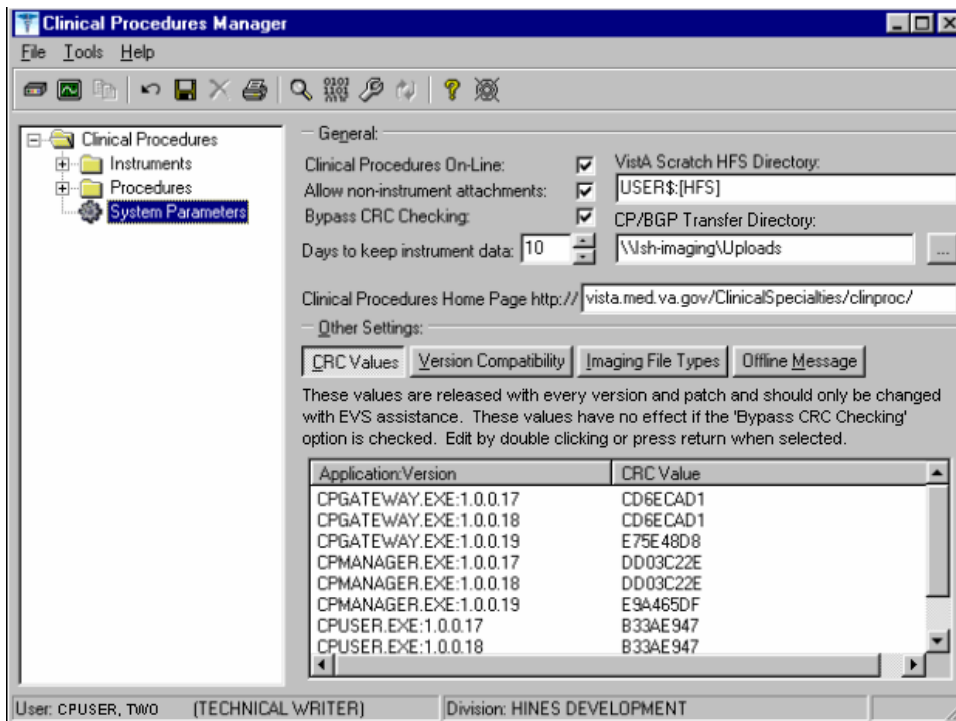 Clinical Procedures Manager
File Tools Help
Clinical Procedures
Instruments
Procedures
System Parameters
General:
Clinical Procedures On-Line:
Allow non-instrument attachments:
Bypass CRC Checking:
Days to keep instrument data: 10
VistA Scratch HFS Directory:
USER$:[HFS]
CP/BGP Transfer Directory:
\\Ish-imaging\Uploads
...
Clinical Procedures Home Page http:// vista.med.va.gov/ClinicalSpecialties/clinproc/
Other Settings:
CRC Values Version Compatibility Imaging File Types Offline Message
These values are released with every version and patch and should only be changed
with EVS assistance. These values have no effect if the 'Bypass CRC Checking'
option is checked. Edit by double clicking or press return when selected.
Application:Version CRC Value
CPGATEWAY.EXE:1.0.0.17 CD6ECAD1
CPGATEWAY.EXE:1.0.0.18 CD6ECAD1
CPGATEWAY.EXE:1.0.0.19 E75E48D8
CPMANAGER.EXE:1.0.0.17 DD03C22E
CPMANAGER.EXE:1.0.0.18 DD03C22E
CPMANAGER.EXE:1.0.0.19 E9A465DF
CPUSER.EXE:1.0.0.17 B33AE947
CPUSER.EXE:1.0.0.18 B33AE947
User: CPUSER, TWO (TECHNICAL WRITER) Division: HINES DEVELOPMENT